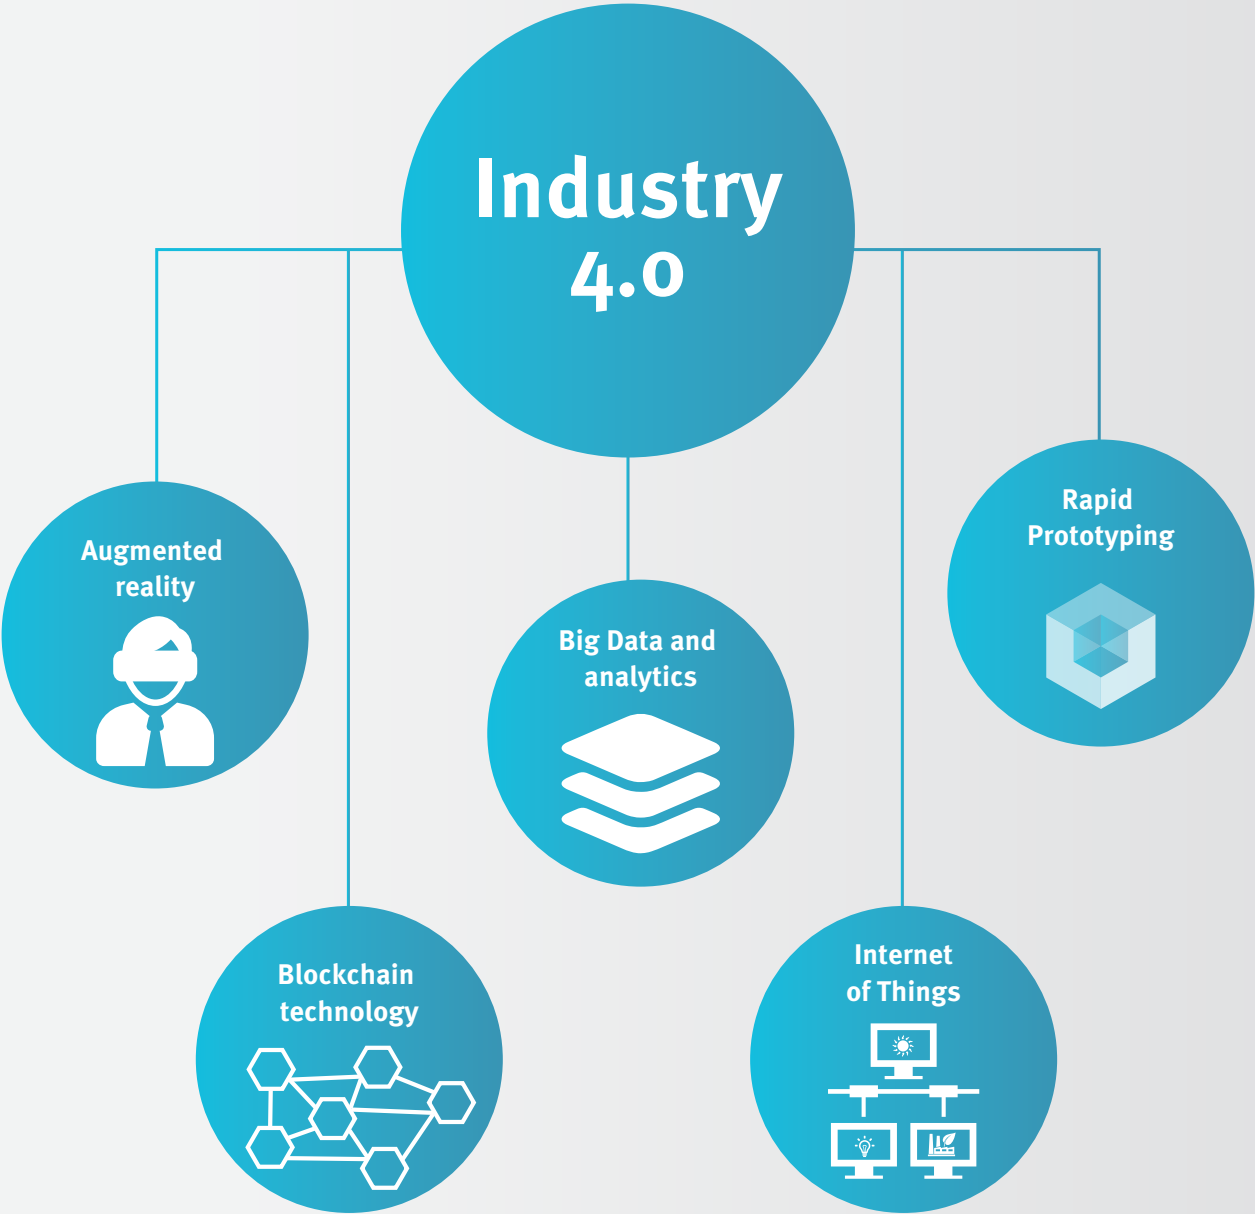 Industry
4.0
Augmented
reality
Big Data and
analytics
Rapid
Prototyping
Blockchain
technology
Internet
of Things